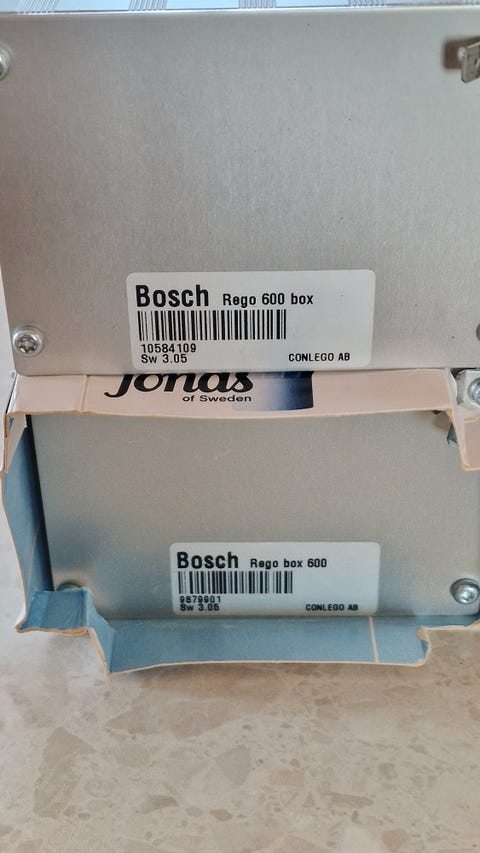 Bosch Rego 600 box
10584109
Sw 3.05 CONLEGO AB
Jonas
of Sweden
Bosch Rego box 600
9879901
Sw 3.05 CONLEGO AB